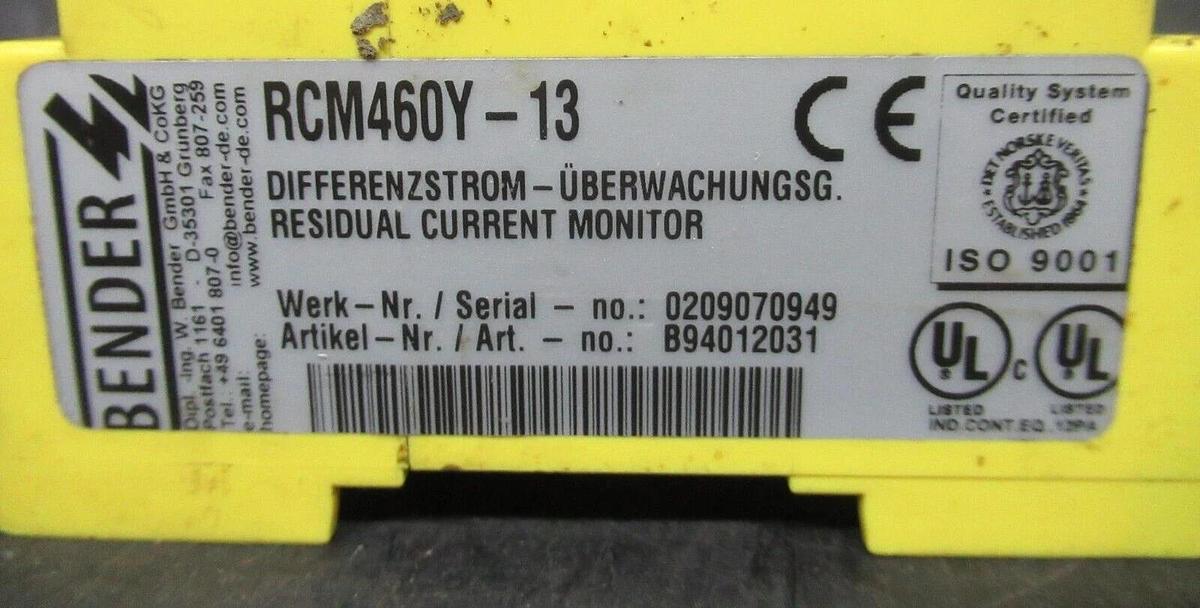 BENDER
Dipl. -Ing. W. Bender GmbH & CoKG
Postfach 1161 - D-35301 Grunberg
Tel.: +49 6401 807-0 Fax 807-259
e-mail: info@bender-de.com
homepage: www.bender-de.com
RCM460Y-13
DIFFERENZSTROM-ÜBERWACHUNGSG.
RESIDUAL CURRENT MONITOR
Werk-Nr. / Serial - no.: 0209070949
Artikel-Nr. / Art. - no.: B94012031
CE
Quality System
Certified
DET NORSKE VERITAS
ESTABLISHED 1864
ISO 9001
UL C UL
LISTED LISTED
IND.CONT.EQ.